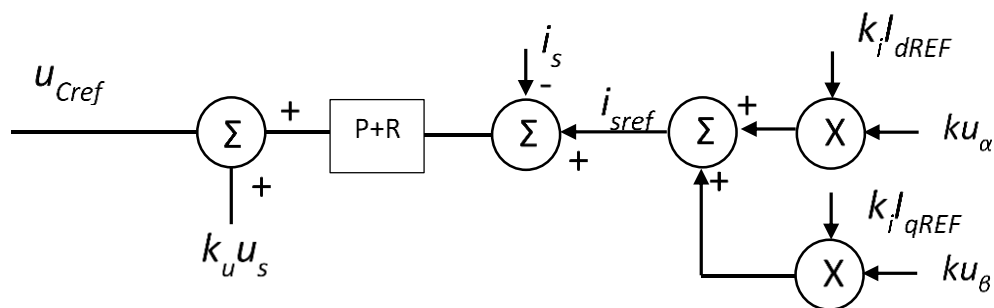 u_Cref
Σ
+
+
k_u u_s
P+R
i_s
-
Σ
+
i_sref
Σ
+
+
k_i I_dREF
X
ku_α
k_i I_qREF
X
ku_β